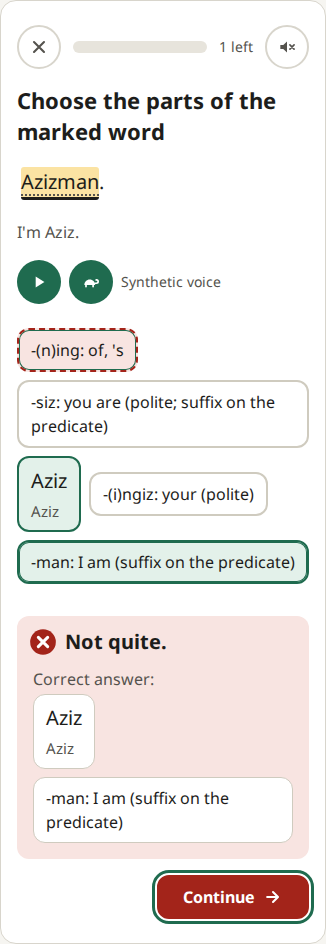 1 left
Choose the parts of the
marked word
Azizman.
I'm Aziz.
Synthetic voice
-(n)ing: of, 's
-siz: you are (polite; suffix on the
predicate)
Aziz
Aziz
-(i)ngiz: your (polite)
-man: I am (suffix on the predicate)
Not quite.
Correct answer:
Aziz
Aziz
-man: I am (suffix on the
predicate)
Continue